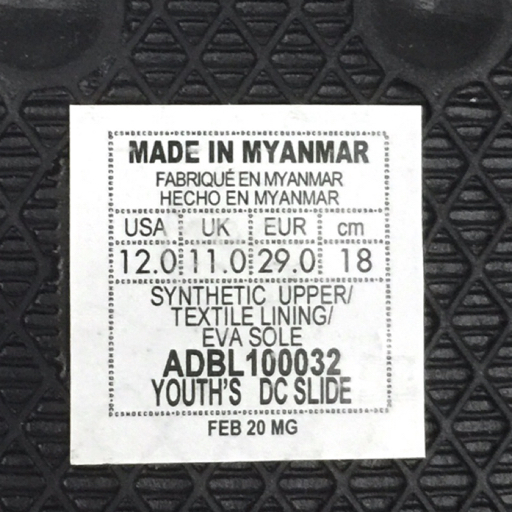 MADE IN MYANMAR
FABRIQUÉ EN MYANMAR
HECHO EN MYANMAR
USA UK EUR cm
12.0 11.0 29.0 18
SYNTHETIC UPPER/
TEXTILE LINING/
EVA SOLE
ADBL100032
YOUTH'S DC SLIDE
FEB 20 MG